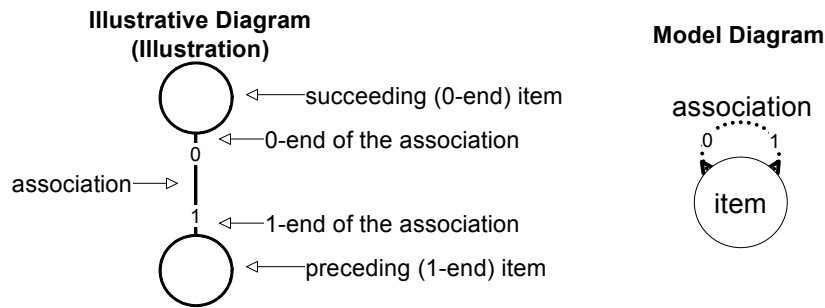 Illustrative Diagram
(Illustration)
succeeding (0-end) item
0-end of the association
0
association
1
1-end of the association
preceding (1-end) item
Model Diagram
association
0
1
item